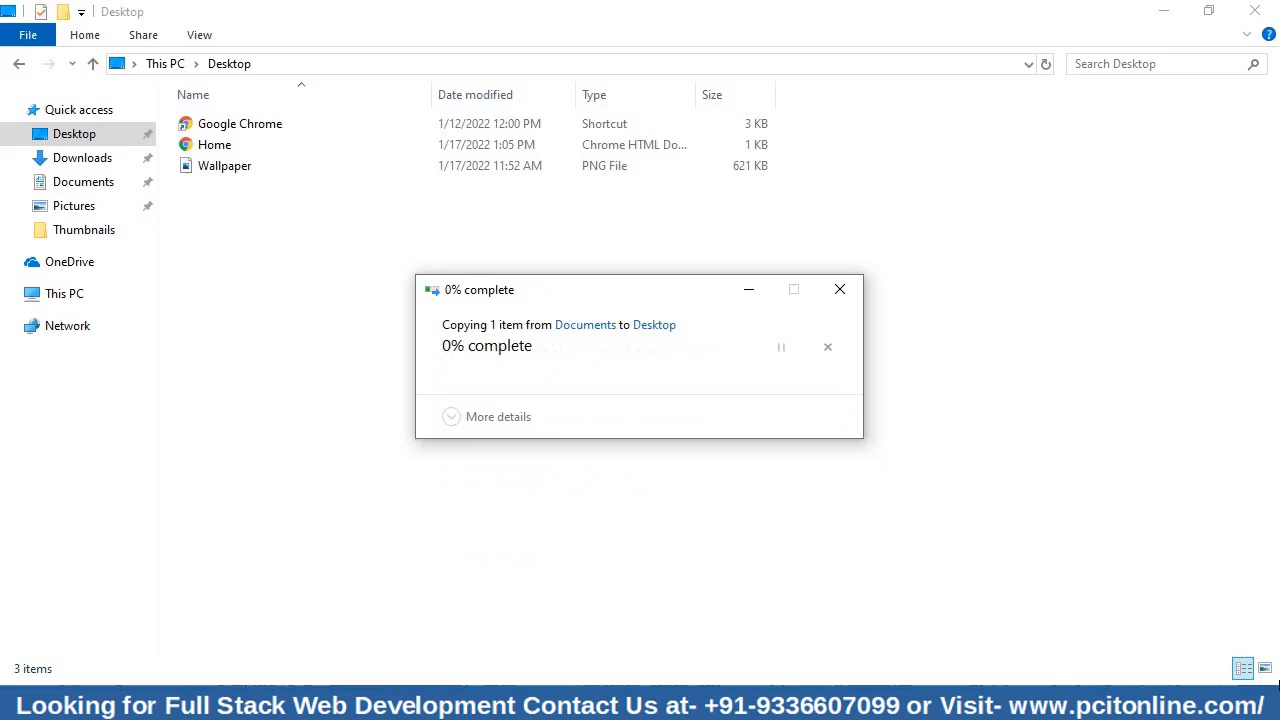 Desktop
File Home Share View
This PC Desktop Search Desktop
Name Date modified Type Size
Quick access
Google Chrome 1/12/2022 12:00 PM Shortcut 3 KB
Desktop
Home 1/17/2022 1:05 PM Chrome HTML Do... 1 KB
Downloads
Wallpaper 1/17/2022 11:52 AM PNG File 621 KB
Documents
Pictures
Thumbnails
OneDrive
This PC
Network
0% complete
Copying 1 item from Documents to Desktop
0% complete
More details
3 items
Looking for Full Stack Web Development Contact Us at- +91-9336607099 or Visit- www.pcitonline.com/